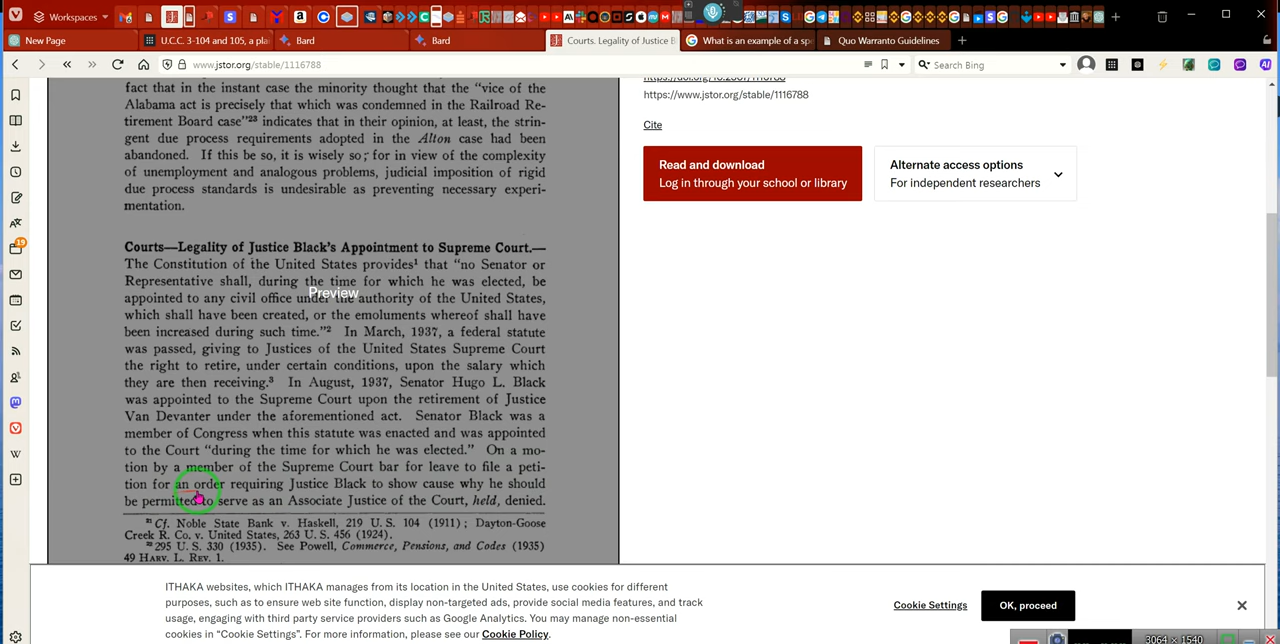 Workspaces
New Page
U.C.C. 3-104 and 105, a pla
Bard
Bard
Courts. Legality of Justice B
What is an example of a sp
Quo Warranto Guidelines
www.jstor.org/stable/1116788
Search Bing
19
fact that in the instant case the minority thought that the "vice of the
Alabama act is precisely that which was condemned in the Railroad Re-
tirement Board case"²³ indicates that in their opinion, at least, the strin-
gent due process requirements adopted in the Alton case had been
abandoned. If this be so, it is wisely so; for in view of the complexity
of unemployment and analogous problems, judicial imposition of rigid
due process standards is undesirable as preventing necessary experi-
mentation.
Courts—Legality of Justice Black's Appointment to Supreme Court.—
The Constitution of the United States provides¹ that "no Senator or
Representative shall, during the time for which he was elected, be
appointed to any civil office under the authority of the United States,
which shall have been created, or the emoluments whereof shall have
been increased during such time."² In March, 1937, a federal statute
was passed, giving to Justices of the United States Supreme Court
the right to retire, under certain conditions, upon the salary which
they are then receiving.³ In August, 1937, Senator Hugo L. Black
was appointed to the Supreme Court upon the retirement of Justice
Van Devanter under the aforementioned act. Senator Black was a
member of Congress when this statute was enacted and was appointed
to the Court "during the time for which he was elected." On a mo-
tion by a member of the Supreme Court bar for leave to file a peti-
tion for an order requiring Justice Black to show cause why he should
be permitted to serve as an Associate Justice of the Court, held, denied.
Cf. Noble State Bank v. Haskell, 219 U. S. 104 (1911); Dayton-Goose
Creek R. Co. v. United States, 263 U. S. 456 (1924).
295 U. S. 330 (1935). See Powell, Commerce, Pensions, and Codes (1935)
49 HARV. L. REV. 1.
Preview
https://www.jstor.org/stable/1116788
Cite
Read and download
Log in through your school or library
Alternate access options
For independent researchers
ITHAKA websites, which ITHAKA manages from its location in the United States, use cookies for different
purposes, such as to ensure web site function, display non-targeted ads, provide social media features, and track
usage, engaging with third party service providers such as Google Analytics. You may manage non-essential
cookies in "Cookie Settings". For more information, please see our Cookie Policy.
Cookie Settings
OK, proceed
3064 × 1540